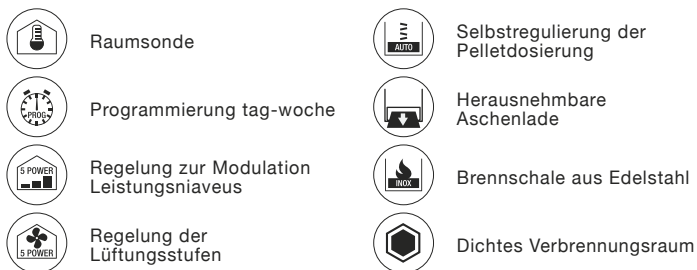 Raumsonde
PROG
Programmierung tag-woche
5 POWER
Regelung zur Modulation
Leistungsniaveus
5 POWER
Regelung der
Lüftungsstufen
AUTO
Selbstregulierung der
Pelletdosierung
Herausnehmbare
Aschenlade
INOX
Brennschale aus Edelstahl
Dichtes Verbrennungsraum